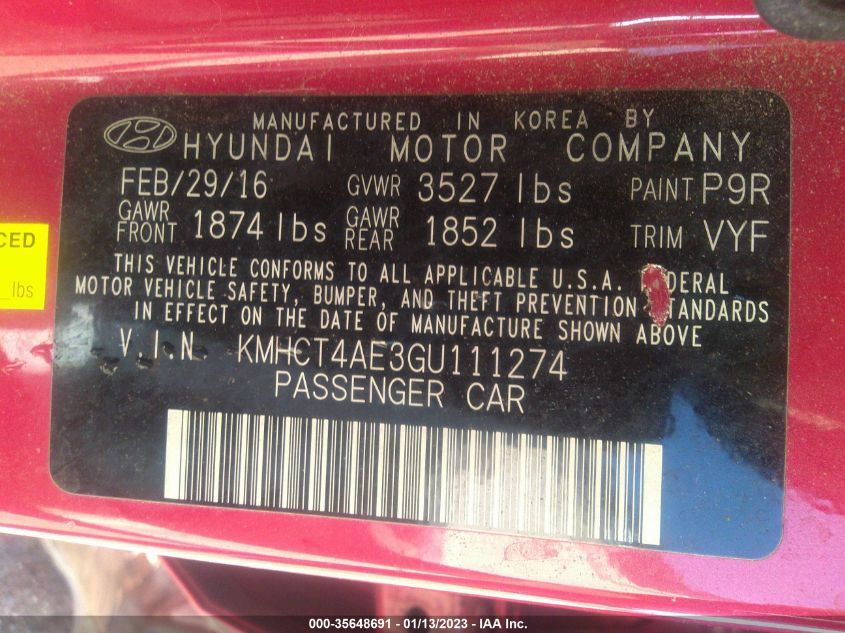 MANUFACTURED IN KOREA BY
HYUNDAI MOTOR COMPANY
FEB/29/16 GVWR 3527 lbs PAINT P9R
GAWR FRONT 1874 lbs GAWR REAR 1852 lbs TRIM VYF
THIS VEHICLE CONFORMS TO ALL APPLICABLE U.S.A. DERAL
MOTOR VEHICLE SAFETY, BUMPER, AND THEFT PREVENTION TANDARDS
IN EFFECT ON THE DATE OF MANUFACTURE SHOWN ABOVE
V.I.N KMHCT4AE3GU111274
PASSENGER CAR
CED
lbs
000-35648691 - 01/13/2023 - IAA Inc.